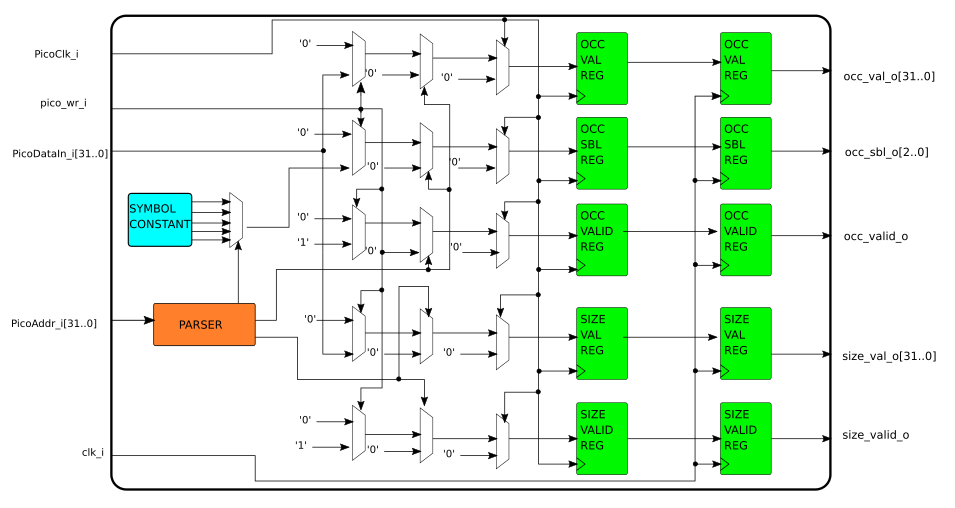 PicoClk_i
pico_wr_i
PicoDataIn_i[31..0]
SYMBOL
CONSTANT
PicoAddr_i[31..0]
PARSER
clk_i
'0'
'0'
'0'
'0'
'0'
'0'
'0'
'1'
'0'
'0'
'0'
'0'
'0'
'0'
'1'
'0'
'0'
OCC
VAL
REG
OCC
VAL
REG
occ_val_o[31..0]
OCC
SBL
REG
OCC
SBL
REG
occ_sbl_o[2..0]
OCC
VALID
REG
OCC
VALID
REG
occ_valid_o
SIZE
VAL
REG
SIZE
VAL
REG
size_val_o[31..0]
SIZE
VALID
REG
SIZE
VALID
REG
size_valid_o